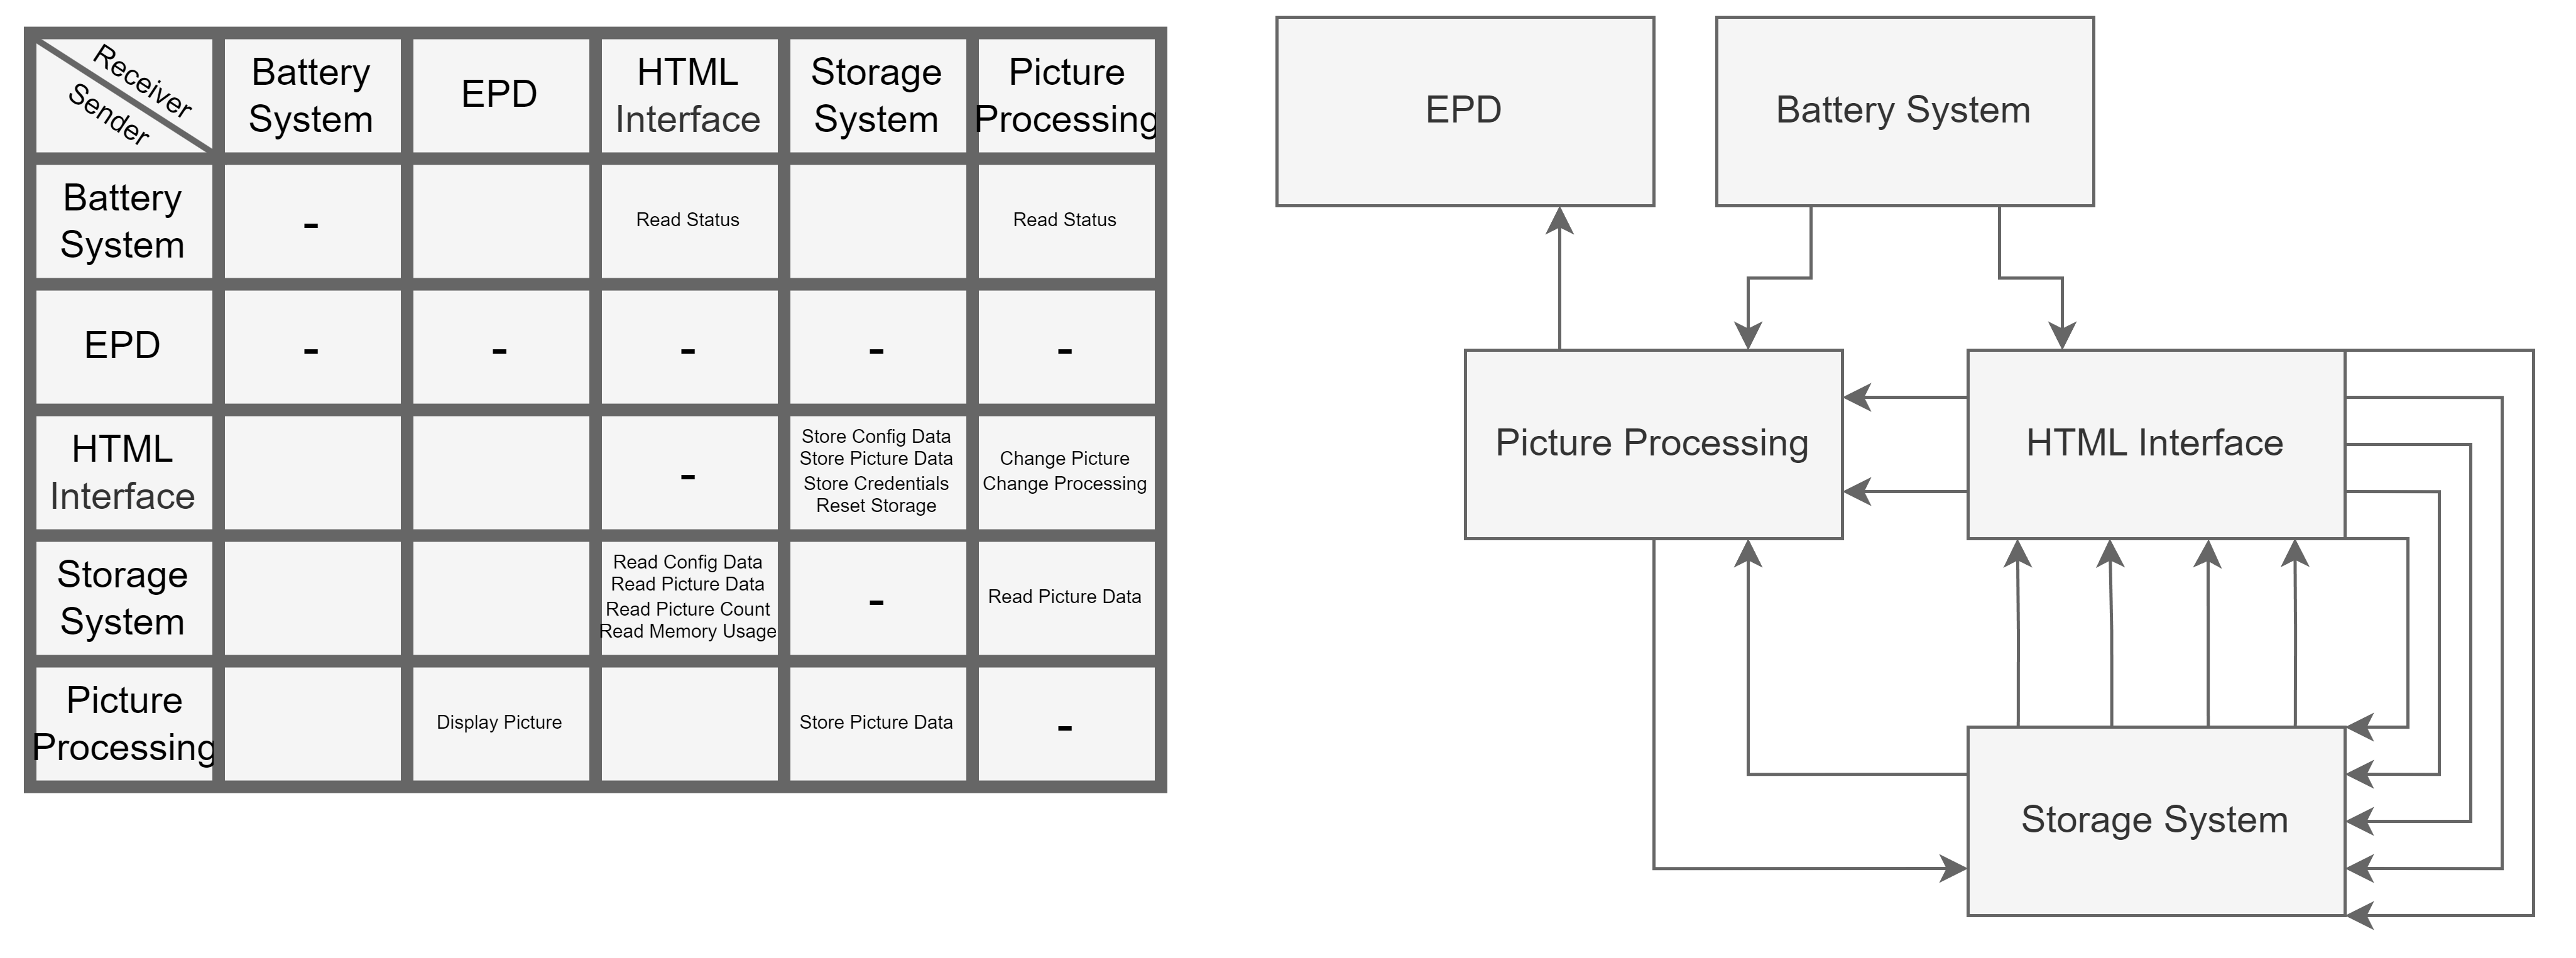 Receiver
Sender
Battery
System
EPD
HTML
Interface
Storage
System
Picture
Processing
Battery
System
-
Read Status
Read Status
EPD
-
-
-
-
-
HTML
Interface
-
Store Config Data
Store Picture Data
Store Credentials
Reset Storage
Change Picture
Change Processing
Storage
System
Read Config Data
Read Picture Data
Read Picture Count
Read Memory Usage
-
Read Picture Data
Picture
Processing
Display Picture
Store Picture Data
-
EPD
Battery System
Picture Processing
HTML Interface
Storage System